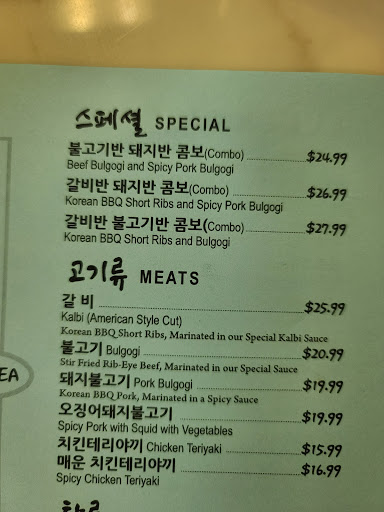 스페셜 SPECIAL
불고기반 돼지반 콤보(Combo) $24.99
Beef Bulgogi and Spicy Pork Bulgogi
갈비반 돼지반 콤보(Combo) $26.99
Korean BBQ Short Ribs and Spicy Pork Bulgogi
갈비반 불고기반 콤보(Combo) $27.99
Korean BBQ Short Ribs and Bulgogi
고기류 MEATS
갈 비 $25.99
Kalbi (American Style Cut)
Korean BBQ Short Ribs, Marinated in our Special Kalbi Sauce
불고기 Bulgogi $20.99
Stir Fried Rib-Eye Beef, Marinated in our Special Sauce
돼지불고기 Pork Bulgogi $19.99
Korean BBQ Pork, Marinated in a Spicy Sauce
오징어돼지불고기 $19.99
Spicy Pork with Squid with Vegetables
치킨테리야끼 Chicken Teriyaki $15.99
매운 치킨테리야끼 $16.99
Spicy Chicken Teriyaki